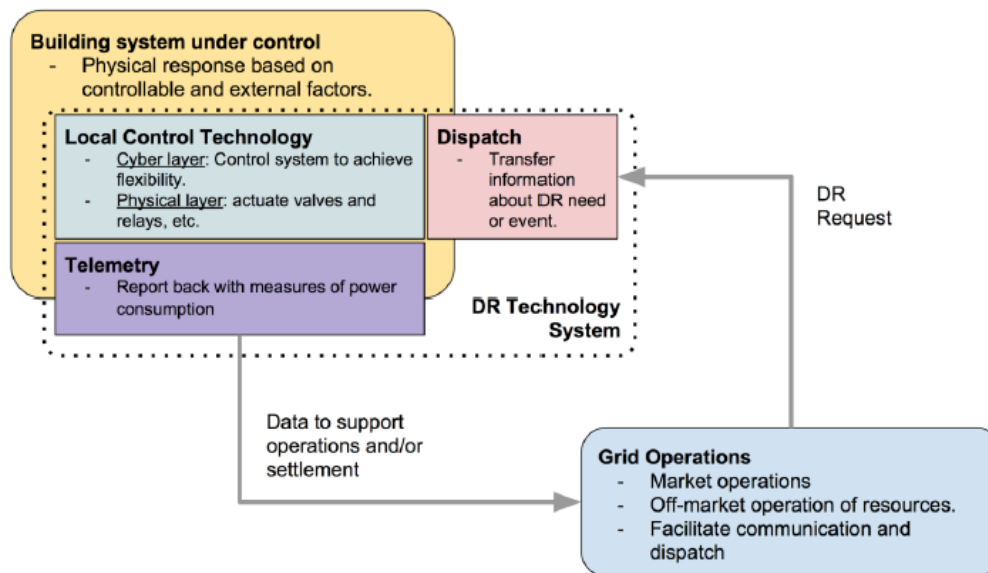 Building system under control
- Physical response based on
controllable and external factors.
Local Control Technology
- Cyber layer: Control system to achieve
flexibility.
- Physical layer: actuate valves and
relays, etc.
Dispatch
- Transfer
information
about DR need
or event.
DR
Request
Telemetry
- Report back with measures of power
consumption
DR Technology
System
Data to support
operations and/or
settlement
Grid Operations
- Market operations
- Off-market operation of resources.
- Facilitate communication and
dispatch